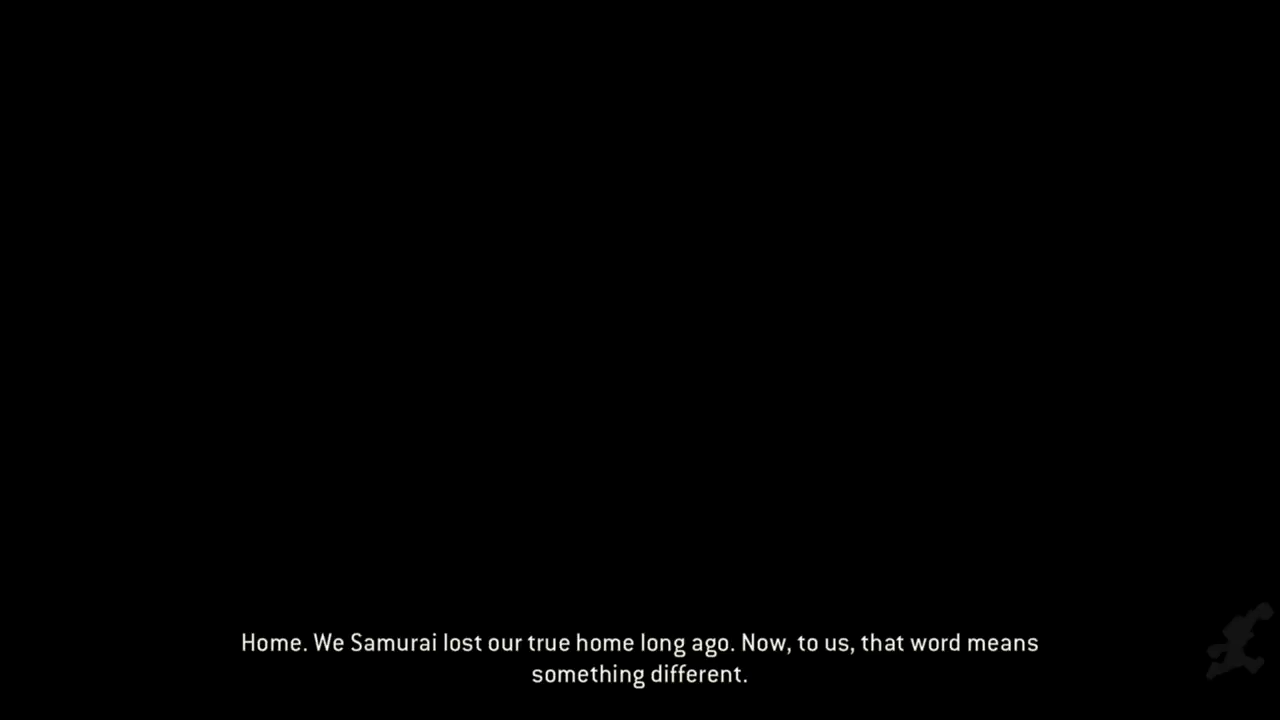 Home. We Samurai lost our true home long ago. Now, to us, that word means
something different.